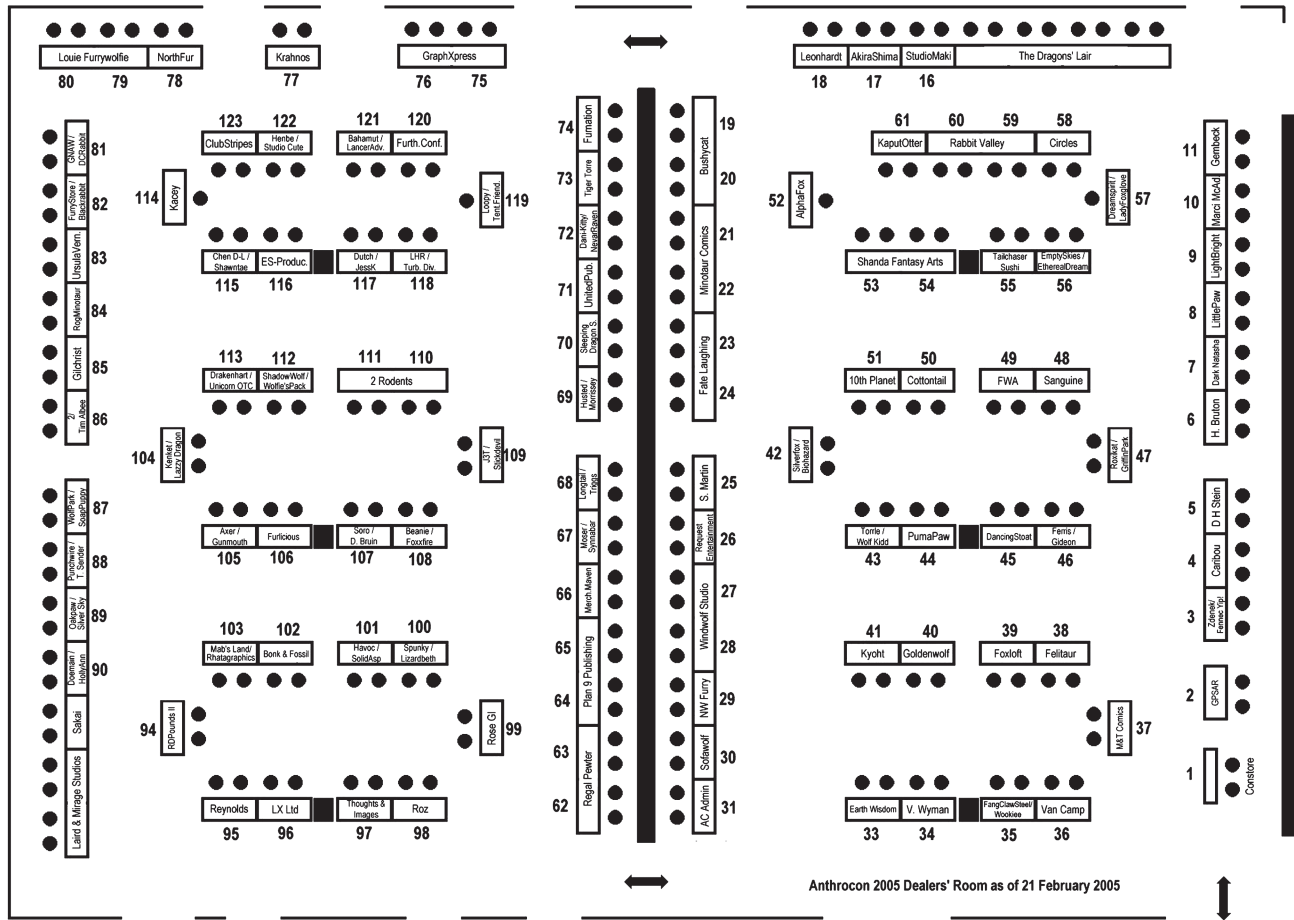 Louie Furrywolfie
NorthFur
80
79
78
Krahnos
77
GraphXpress
76
75
Leonhardt
AkiraShima
StudioMaki
The Dragons' Lair
18
17
16
GNAW /
DCRabbit
81
FurryStore /
Blackrabbit
82
UrsulaVern.
83
RogMinotaur
84
Gilchrist
85
2/
Tim Albee
86
WolfPark /
SoapPuppy
87
Punchwire /
T. Sender
88
Oakpaw /
Silver Sky
89
Doeman /
HollyAnn
90
Sakai
Laird & Mirage Studios
123
122
121
120
ClubStripes
Henbe /
Studio Cute
Bahamut /
LancerAdv.
Furth.Conf.
114
Kacey
Loopy /
Tent.Friend.
119
Chen D-L /
Shawntae
ES-Produc.
Dutch /
JessK
LHR /
Turb. Div.
115
116
117
118
113
112
111
110
Drakenhart /
Unicorn OTC
ShadowWolf /
Wolfie'sPack
2 Rodents
104
Kenket /
Lazzy Dragon
J3T /
Stickdevil
109
Axer /
Gunmouth
Furlicious
Soro /
D. Bruin
Beanie /
Foxxfire
105
106
107
108
103
102
101
100
Mab's Land/
Rhatagraphics
Bonk & Fossil
Havoc /
SolidAsp
Spunky /
Lizardbeth
94
RDPounds II
Rose GI
99
Reynolds
LX Ltd
Thoughts &
Images
Roz
95
96
97
98
74
Furnation
73
Tiger Torre
72
Dani-Kitty/
NevarRaven
71
UnitedPub.
70
Sleeping
Dragon S.
69
Husted /
Morrissey
68
Longtail /
Triggs
67
Moser /
Synnabar
66
Merch.Maven
65
Plan 9 Publishing
64
63
Regal Pewter
62
Bushycat
19
20
Minotaur Comics
21
22
Fate Laughing
23
24
S. Martin
25
Request
Entertainment
26
Windwolf Studio
27
28
NW Furry
29
Sofawolf
30
AC Admin
31
61
60
59
58
KaputOtter
Rabbit Valley
Circles
52
AlphaFox
Dreamspirit /
LadyFoxglove
57
Shanda Fantasy Arts
Tailchaser
Sushi
EmptySkies /
EtherealDream
53
54
55
56
51
50
49
48
10th Planet
Cottontail
FWA
Sanguine
42
Silverfox /
Biohazard
Roxikat /
GriffinPark
47
Torrle /
Wolf Kidd
PumaPaw
DancingStoat
Ferris /
Gideon
43
44
45
46
41
40
39
38
Kyoht
Goldenwolf
Foxloft
Felitaur
M&T Comics
37
Earth Wisdom
V. Wyman
FangClawSteel/
Wookiee
Van Camp
33
34
35
36
11
Gembeck
10
Marci McAd
9
LightBright
8
LittlePaw
7
Dark Natasha
6
H. Bruton
5
D H Stein
4
Caribou
3
Zdenek/
Fennec Yip!
2
GPSAR
1
Constore
Anthrocon 2005 Dealers' Room as of 21 February 2005